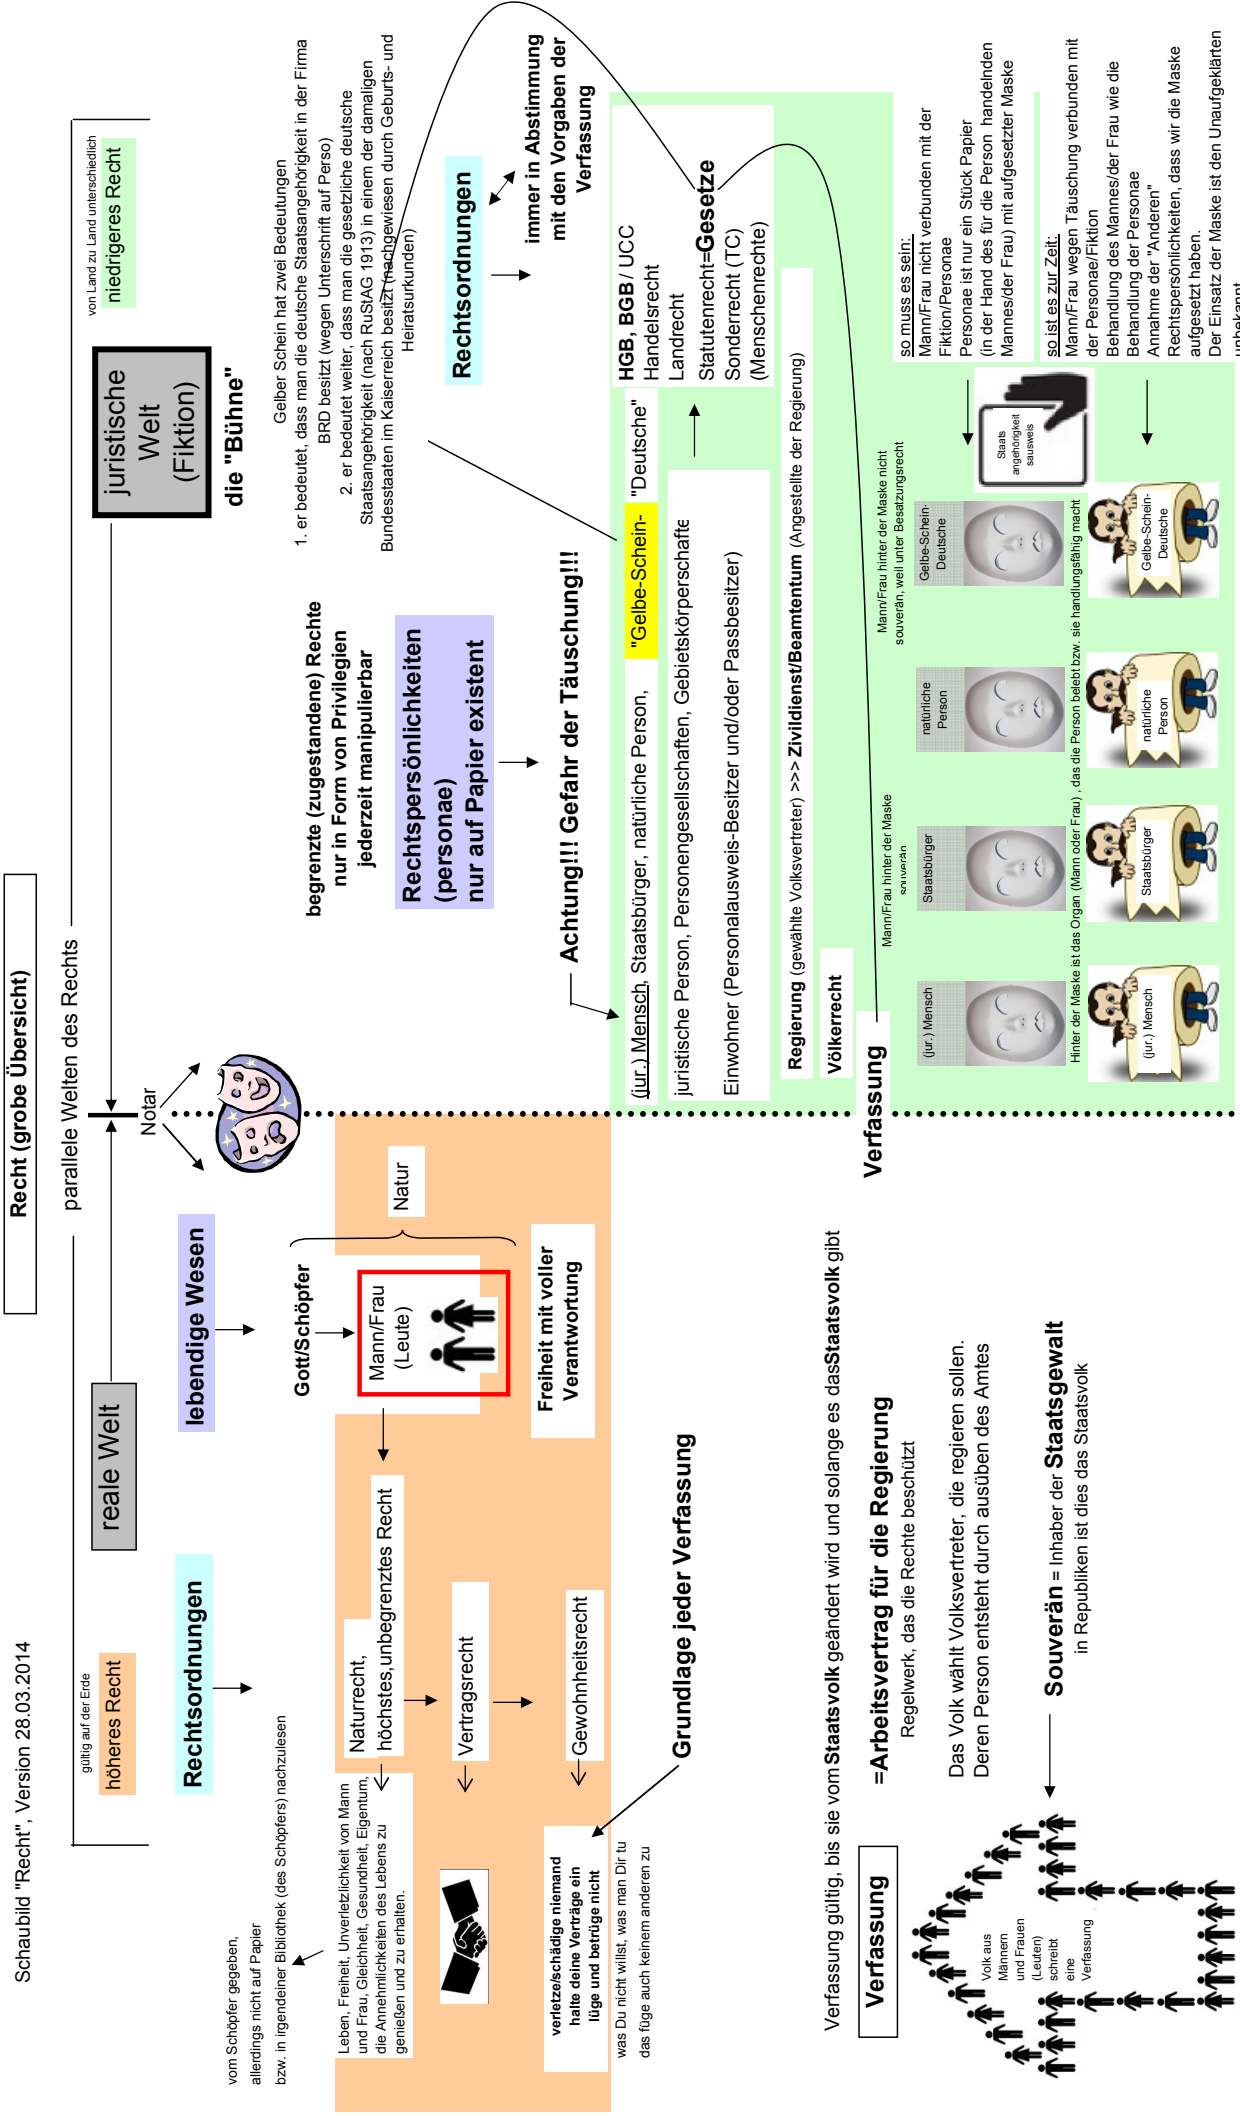 Schaubild "Recht", Version 28.03.2014
Recht (grobe Übersicht)
parallele Welten des Rechts
gültig auf der Erde
höheres Recht
reale Welt
Notar
juristische
Welt
(Fiktion)
die "Bühne"
von Land zu Land unterschiedlich
niedrigeres Recht
Rechtsordnungen
lebendige Wesen
vom Schöpfer gegeben,
allerdings nicht auf Papier
bzw. in irgendeiner Bibliothek (des Schöpfers) nachzulesen
Gott/Schöpfer
Mann/Frau
(Leute)
Natur
Freiheit mit voller
Verantwortung
Naturrecht,
höchstes,unbegrenztes Recht
Leben, Freiheit, Unverletzlichkeit von Mann
und Frau, Gleichheit, Gesundheit, Eigentum,
die Annehmlichkeiten des Lebens zu
genießen und zu erhalten.
Vertragsrecht
Gewohnheitsrecht
verletze/schädige niemand
halte deine Verträge ein
lüge und betrüge nicht
was Du nicht willst, was man Dir tu
das füge auch keinem anderen zu
Grundlage jeder Verfassung
begrenzte (zugestandene) Rechte
nur in Form von Privilegien
jederzeit manipulierbar
Rechtspersönlichkeiten
(personae)
nur auf Papier existent
Achtung!!! Gefahr der Täuschung!!!
Gelber Schein hat zwei Bedeutungen
1. er bedeutet, dass man die deutsche Staatsangehörigkeit in der Firma
BRD besitzt (wegen Unterschrift auf Perso)
2. er bedeutet weiter, dass man die gesetzliche deutsche
Staatsangehörigkeit (nach RuStAG 1913) in einem der damaligen
Bundesstaaten im Kaiserreich besitzt (nachgewiesen durch Geburts- und
Heiratsurkunden)
Rechtsordnungen
immer in Abstimmung
mit den Vorgaben der
Verfassung
(jur.) Mensch, Staatsbürger, natürliche Person, "Gelbe-Schein- "Deutsche"
juristische Person, Personengesellschaften, Gebietskörperschafte
Einwohner (Personalausweis-Besitzer und/oder Passbesitzer)
HGB, BGB / UCC
Handelsrecht
Landrecht
Statutenrecht=Gesetze
Sonderrecht (TC)
(Menschenrechte)
Regierung (gewählte Volksvertreter) >>> Zivildienst/Beamtentum (Angestellte der Regierung)
Völkerrecht
Verfassung
Mann/Frau hinter der Maske
souverän
Mann/Frau hinter der Maske nicht
souverän, weil unter Besatzungsrecht
(jur.) Mensch
Staatsbürger
natürliche
Person
Gelbe-Schein-
Deutsche
Staats
angehörigkeit
sausweis
Hinter der Maske ist das Organ (Mann oder Frau) , das die Person belebt bzw. sie handlungsfähig macht
(jur.) Mensch
Staatsbürger
natürliche
Person
Gelbe-Schein-
Deutsche
so muss es sein:
Mann/Frau nicht verbunden mit der
Fiktion/Personae
Personae ist nur ein Stück Papier
(in der Hand des für die Person handelnden
Mannes/der Frau) mit aufgesetzter Maske
so ist es zur Zeit:
Mann/Frau wegen Täuschung verbunden mit
der Personae/Fiktion
Behandlung des Mannes/der Frau wie die
Behandlung der Personae
Annahme der "Anderen"
Rechtspersönlichkeiten, dass wir die Maske
aufgesetzt haben.
Der Einsatz der Maske ist den Unaufgeklärten
unbekannt
Verfassung gültig, bis sie vom Staatsvolk geändert wird und solange es dasStaatsvolk gibt
Verfassung
=Arbeitsvertrag für die Regierung
Regelwerk, das die Rechte beschützt
Das Volk wählt Volksvertreter, die regieren sollen.
Deren Person entsteht durch ausüben des Amtes
Volk aus
Männern
und Frauen
(Leuten)
schreibt
eine
Verfassung
Souverän = Inhaber der Staatsgewalt
in Republiken ist dies das Staatsvolk